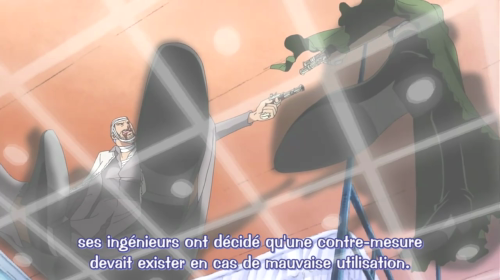 ses ingénieurs ont décidé qu'une contre-mesure
devait exister en cas de mauvaise utilisation.